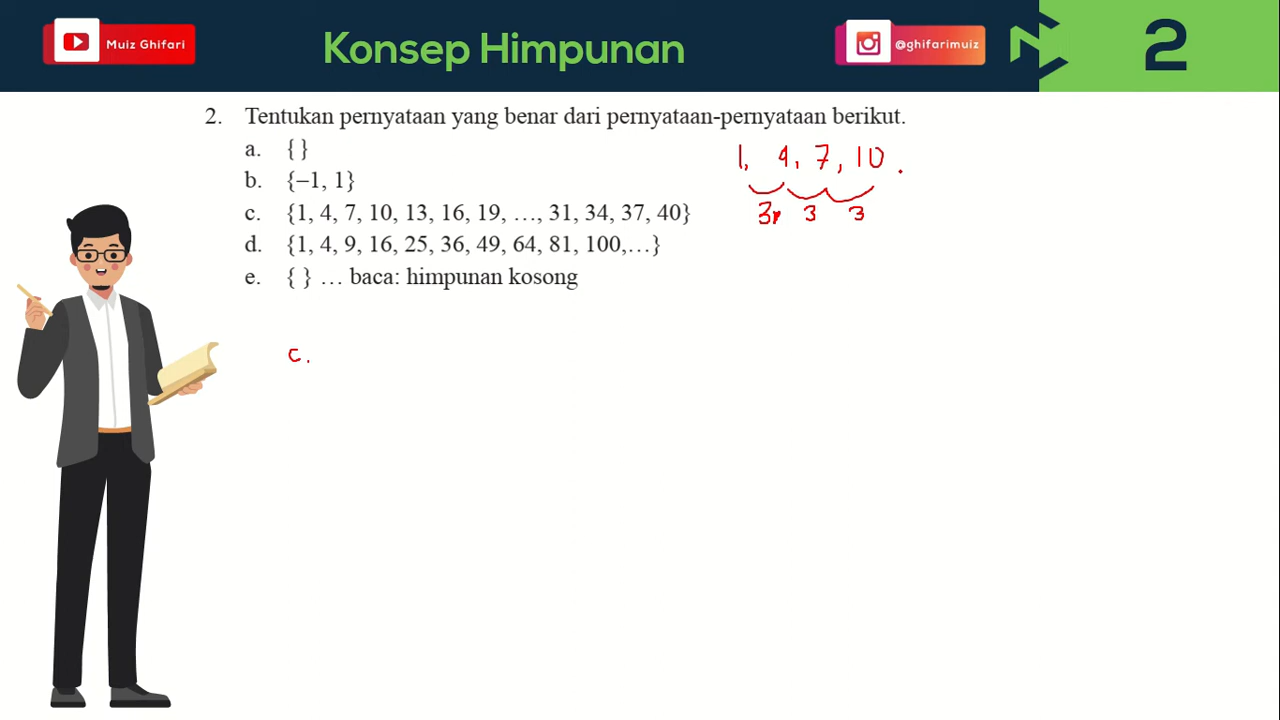 Muiz Ghifari
Konsep Himpunan
@ghifarimuiz
2
2. Tentukan pernyataan yang benar dari pernyataan-pernyataan berikut.
a. {}
b. {–1, 1}
c. {1, 4, 7, 10, 13, 16, 19, …, 31, 34, 37, 40}
d. {1, 4, 9, 16, 25, 36, 49, 64, 81, 100,…}
e. { } … baca: himpunan kosong
1, 4, 7, 10 .
3, 3 3
c.